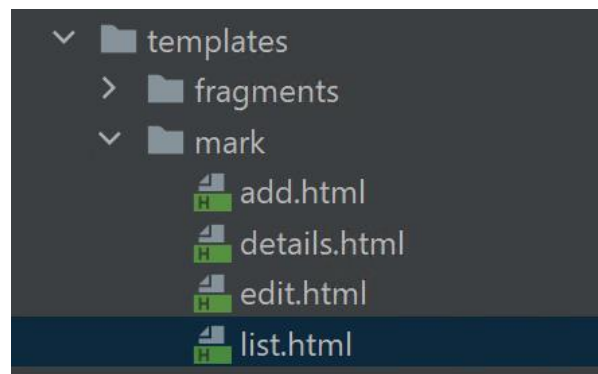 templates
fragments
mark
H add.html
H details.html
H edit.html
H list.html